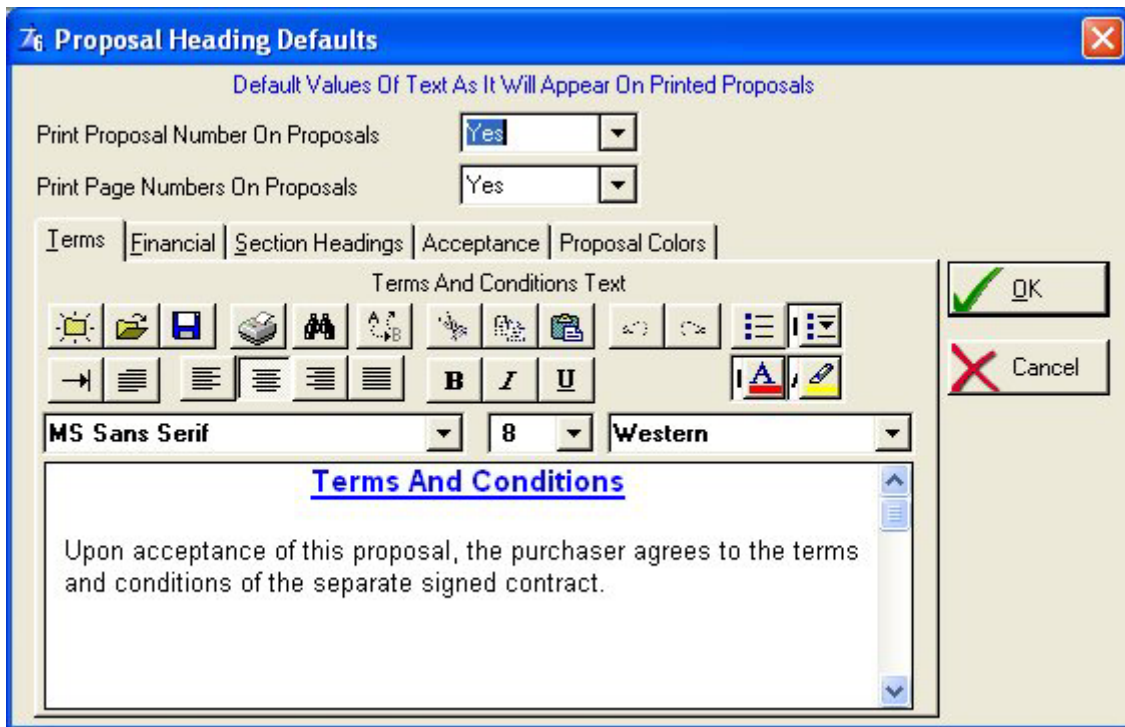 76 Proposal Heading Defaults
Default Values Of Text As It Will Appear On Printed Proposals
Print Proposal Number On Proposals Yes
Print Page Numbers On Proposals Yes
Terms Financial Section Headings Acceptance Proposal Colors
Terms And Conditions Text
OK
B I U A
Cancel
MS Sans Serif 8 Western
Terms And Conditions
Upon acceptance of this proposal, the purchaser agrees to the terms
and conditions of the separate signed contract.